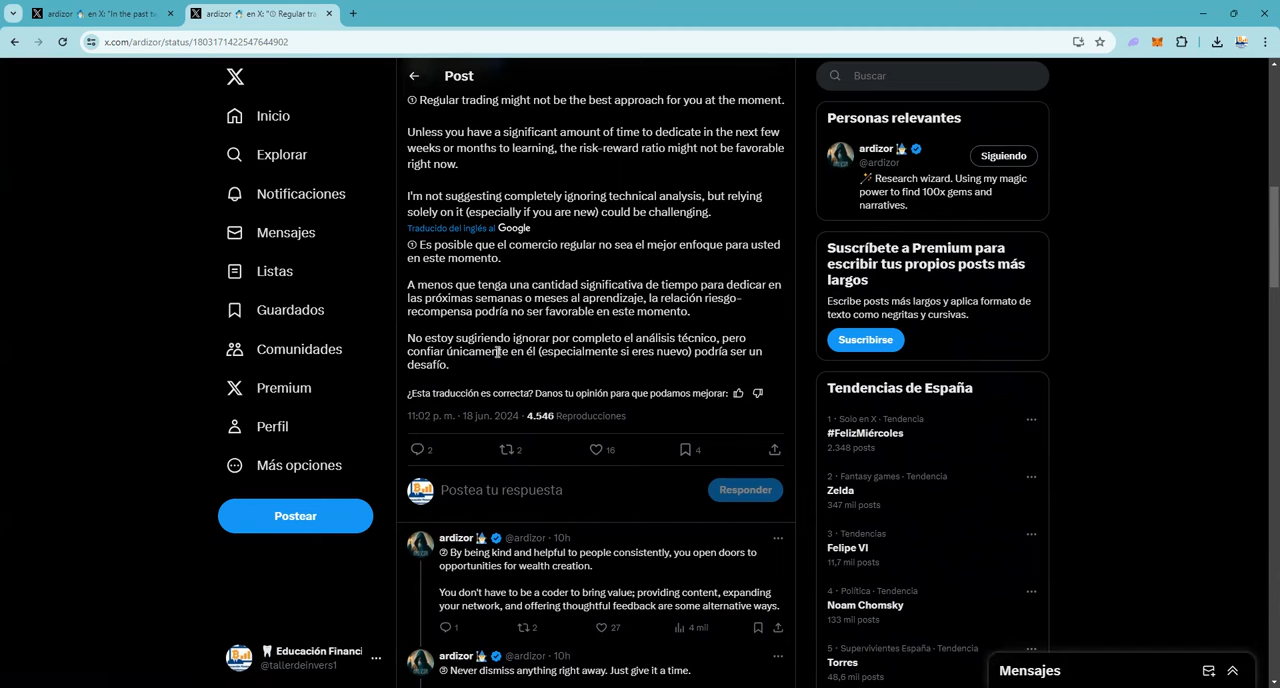 ardizor en X: "In the past tw
ardizor en X: "① Regular tra
x.com/ardizor/status/1803171422547644902
Inicio
Explorar
Notificaciones
Mensajes
Listas
Guardados
Comunidades
Premium
Perfil
Más opciones
Postear
Educación Financi
@tallerdeinvers1
Post
① Regular trading might not be the best approach for you at the moment.
Unless you have a significant amount of time to dedicate in the next few
weeks or months to learning, the risk-reward ratio might not be favorable
right now.
I'm not suggesting completely ignoring technical analysis, but relying
solely on it (especially if you are new) could be challenging.
Traducido del inglés al Google
① Es posible que el comercio regular no sea el mejor enfoque para usted
en este momento.
A menos que tenga una cantidad significativa de tiempo para dedicar en
las próximas semanas o meses al aprendizaje, la relación riesgo-
recompensa podría no ser favorable en este momento.
No estoy sugiriendo ignorar por completo el análisis técnico, pero
confiar únicamente en él (especialmente si eres nuevo) podría ser un
desafío.
¿Esta traducción es correcta? Danos tu opinión para que podamos mejorar:
11:02 p. m. · 18 jun. 2024 · 4.546 Reproducciones
2 2 16 4
Postea tu respuesta
Responder
ardizor @ardizor · 10h
② By being kind and helpful to people consistently, you open doors to
opportunities for wealth creation.
You don't have to be a coder to bring value; providing content, expanding
your network, and offering thoughtful feedback are some alternative ways.
1 2 27 4 mil
ardizor @ardizor · 10h
③ Never dismiss anything right away. Just give it a time.
Buscar
Personas relevantes
ardizor
@ardizor
Siguiendo
Research wizard. Using my magic
power to find 100x gems and
narratives.
Suscríbete a Premium para
escribir tus propios posts más
largos
Escribe posts más largos y aplica formato de
texto como negritas y cursivas.
Suscribirse
Tendencias de España
1 · Solo en X · Tendencia
#FelizMiércoles
2.348 posts
2 · Fantasy games · Tendencia
Zelda
347 mil posts
3 · Tendencias
Felipe VI
11,7 mil posts
4 · Política · Tendencia
Noam Chomsky
133 mil posts
5 · Supervivientes España · Tendencia
Torres
48,6 mil posts
Mensajes